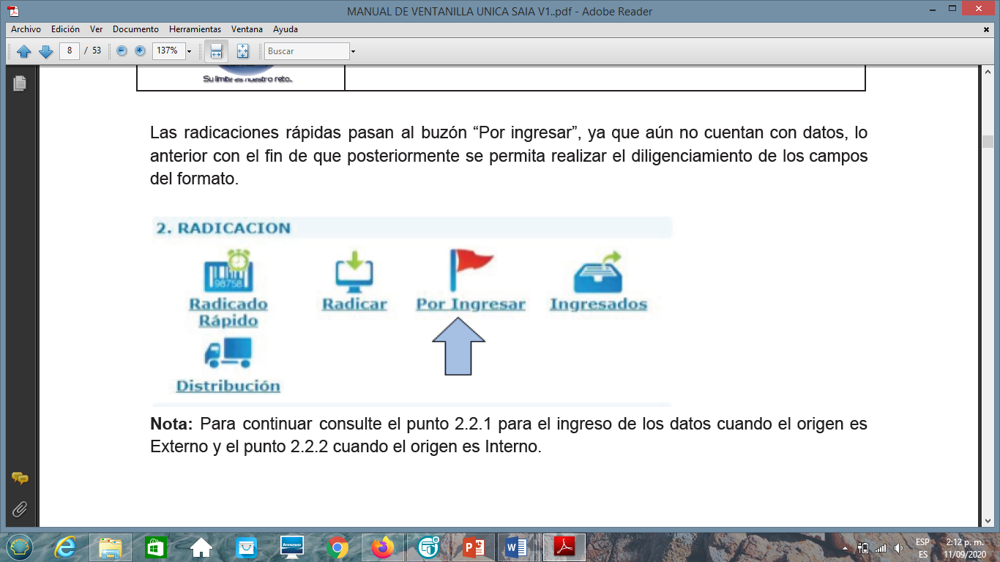 MANUAL DE VENTANILLA UNICA SAIA V1..pdf - Adobe Reader
Archivo Edición Ver Documento Herramientas Ventana Ayuda
8 / 53 137% Buscar
Su límite es nuestro reto.
Las radicaciones rápidas pasan al buzón “Por ingresar”, ya que aún no cuentan con datos, lo
anterior con el fin de que posteriormente se permita realizar el diligenciamiento de los campos
del formato.
2. RADICACION
98758
Radicado
Rápido
Radicar
Por Ingresar
Ingresados
Distribución
Nota: Para continuar consulte el punto 2.2.1 para el ingreso de los datos cuando el origen es
Externo y el punto 2.2.2 cuando el origen es Interno.
lenovo
8
ESP
ES
2:12 p. m.
11/09/2020